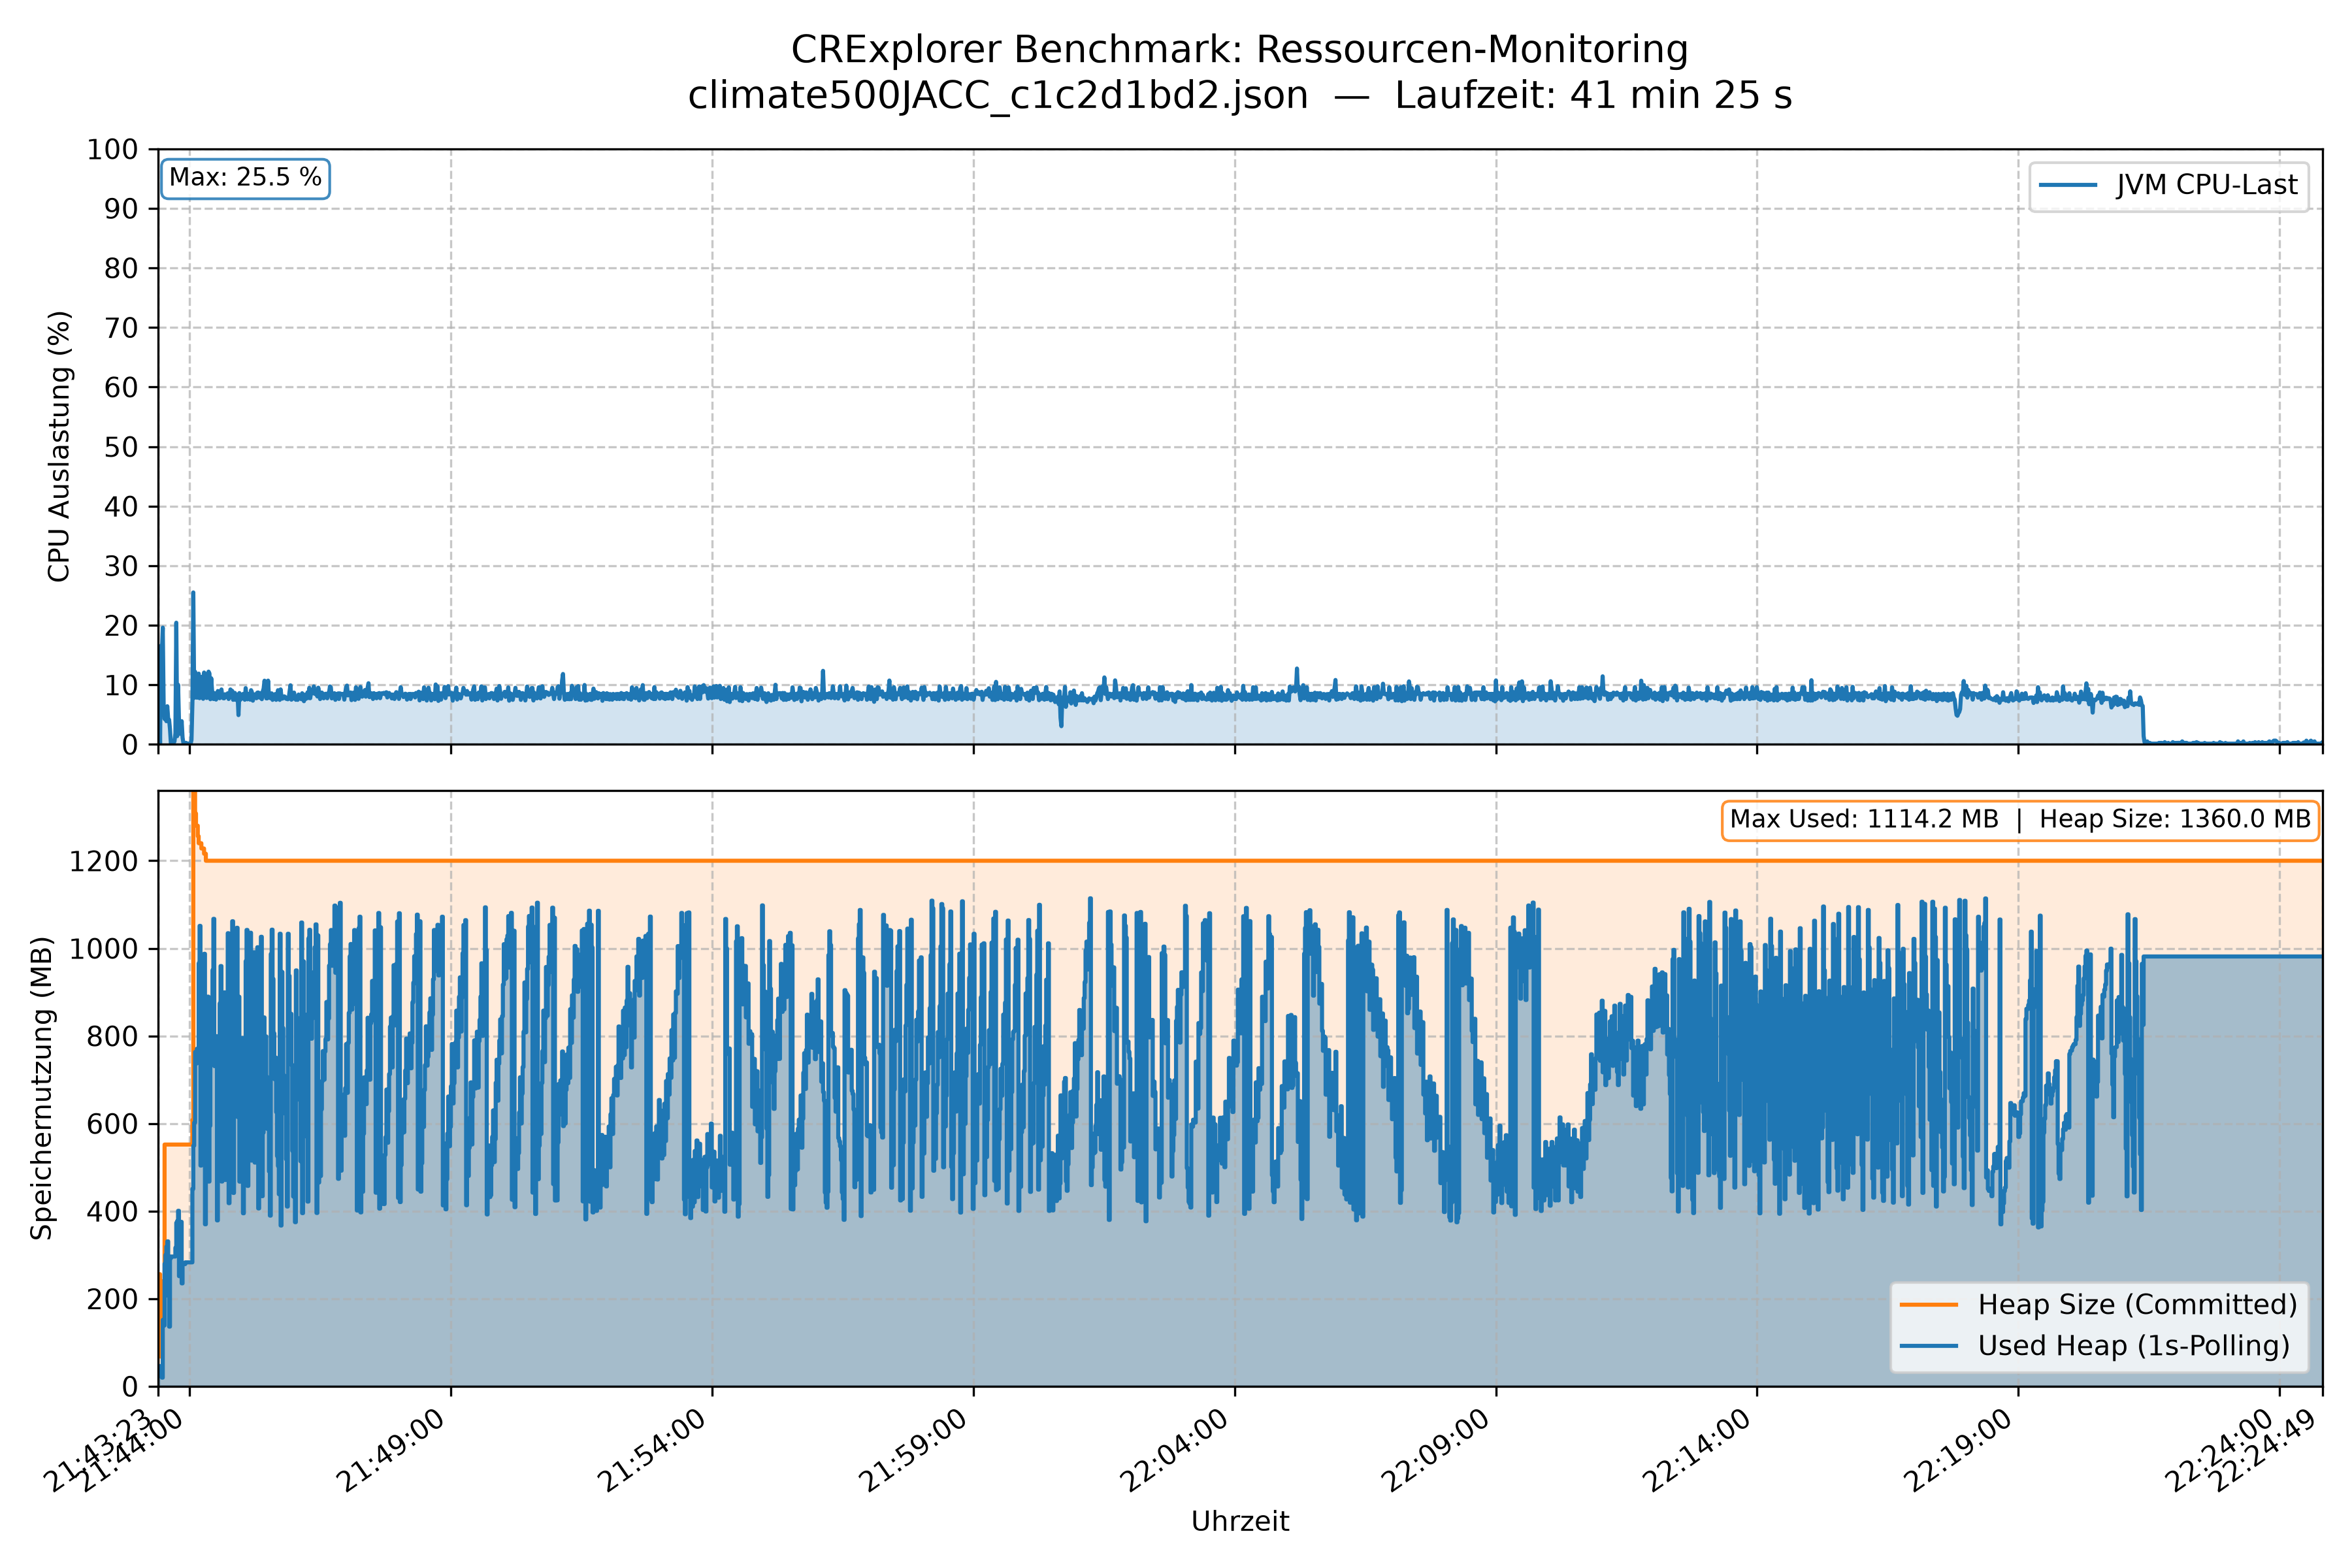 CRExplorer Benchmark: Ressourcen-Monitoring
climate500JACC_c1c2d1bd2.json — Laufzeit: 41 min 25 s
CPU Auslastung (%)
100
90
80
70
60
50
40
30
20
10
0
Max: 25.5 %
JVM CPU-Last
Speichernutzung (MB)
1200
1000
800
600
400
200
0
Max Used: 1114.2 MB | Heap Size: 1360.0 MB
Heap Size (Committed)
Used Heap (1s-Polling)
21:43:23
21:44:00
21:49:00
21:54:00
21:59:00
22:04:00
22:09:00
22:14:00
22:19:00
22:24:00
22:24:49
Uhrzeit